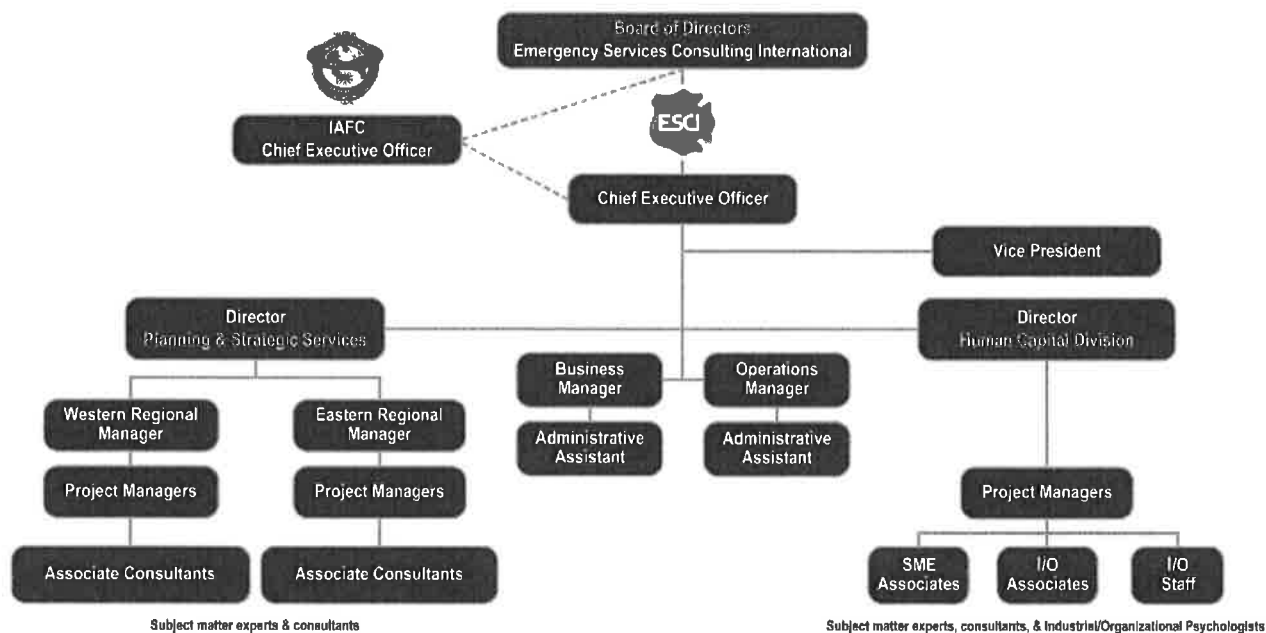 Board of Directors
Emergency Services Consulting International
IAFC
Chief Executive Officer
ESCI
Chief Executive Officer
Vice President
Director
Planning & Strategic Services
Director
Human Capital Division
Business
Manager
Operations
Manager
Western Regional
Manager
Eastern Regional
Manager
Administrative
Assistant
Administrative
Assistant
Project Managers
Project Managers
Project Managers
Associate Consultants
Associate Consultants
SME
Associates
I/O
Associates
I/O
Staff
Subject matter experts & consultants
Subject matter experts, consultants, & Industrial/Organizational Psychologists